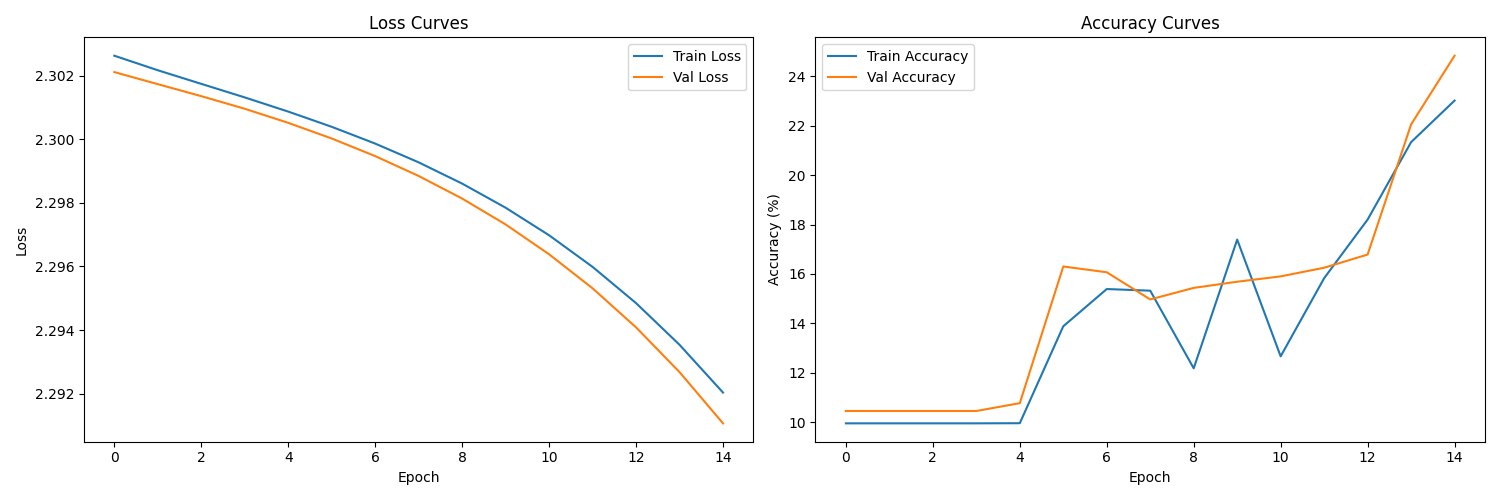 Loss Curves
Train Loss
Val Loss
2.302
2.300
2.298
2.296
2.294
2.292
Loss
0 2 4 6 8 10 12 14
Epoch
Accuracy Curves
Train Accuracy
Val Accuracy
24
22
20
18
16
14
12
10
Accuracy (%)
0 2 4 6 8 10 12 14
Epoch